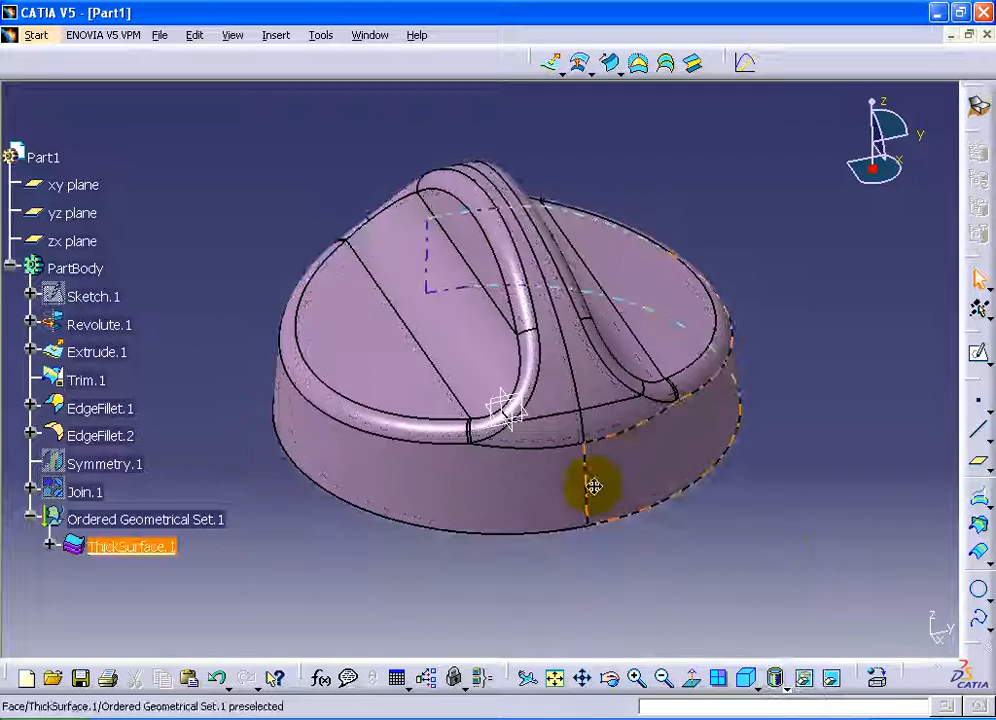 CATIA V5 - [Part1]
Start ENOVIA V5 VPM File Edit View Insert Tools Window Help
z
y
x
Part1
xy plane
yz plane
zx plane
PartBody
Sketch.1
Revolute.1
Extrude.1
Trim.1
EdgeFillet.1
EdgeFillet.2
Symmetry.1
Join.1
Ordered Geometrical Set.1
ThickSurface.1
z
y
x
f(x)
CATIA
Face/ThickSurface.1/Ordered Geometrical Set.1 preselected